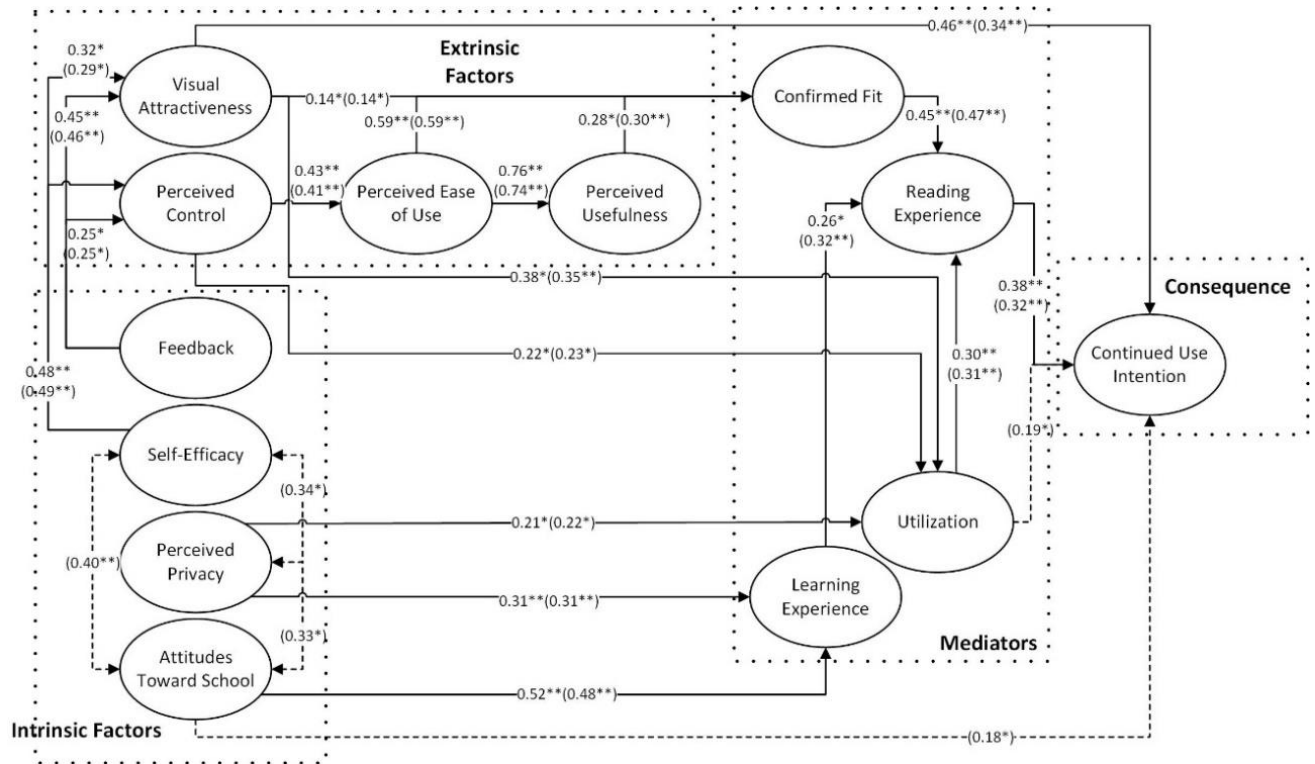 0.46**(0.34**)
0.32*
(0.29*)
Extrinsic
Factors
Visual
Attractiveness
0.14*(0.14*)
Confirmed Fit
0.45**
(0.46**)
0.59**(0.59**)
0.28*(0.30**)
0.45**(0.47**)
Perceived
Control
0.43**
(0.41**)
Perceived Ease
of Use
0.76**
(0.74**)
Perceived
Usefulness
Reading
Experience
0.25*
(0.25*)
0.26*
(0.32**)
0.38*(0.35**)
0.38**
(0.32**)
Consequence
Feedback
0.22*(0.23*)
0.30**
(0.31**)
Continued Use
Intention
0.48**
(0.49**)
Self-Efficacy
(0.19*)
(0.34*)
Perceived
Privacy
0.21*(0.22*)
Utilization
(0.40**)
0.31**(0.31**)
Learning
Experience
(0.33*)
Attitudes
Toward School
Mediators
0.52**(0.48**)
Intrinsic Factors
(0.18*)